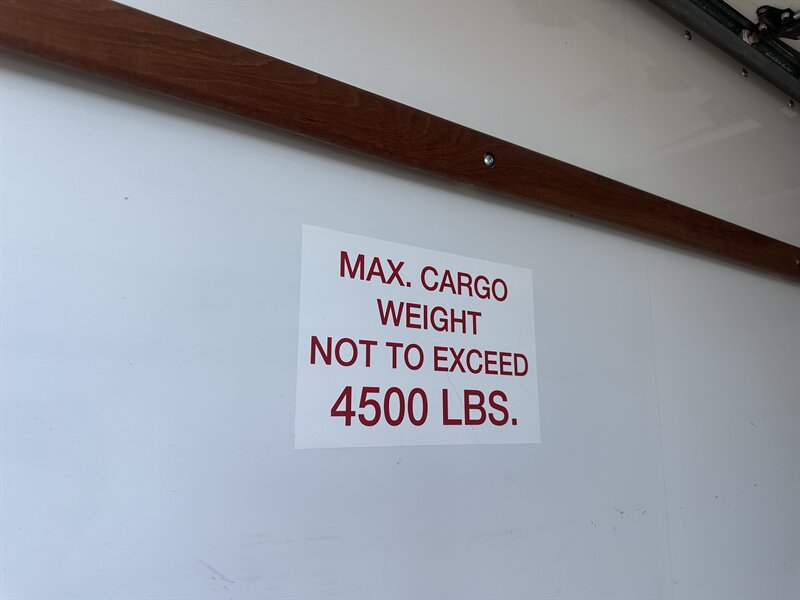 MAX. CARGO
WEIGHT
NOT TO EXCEED
4500 LBS.